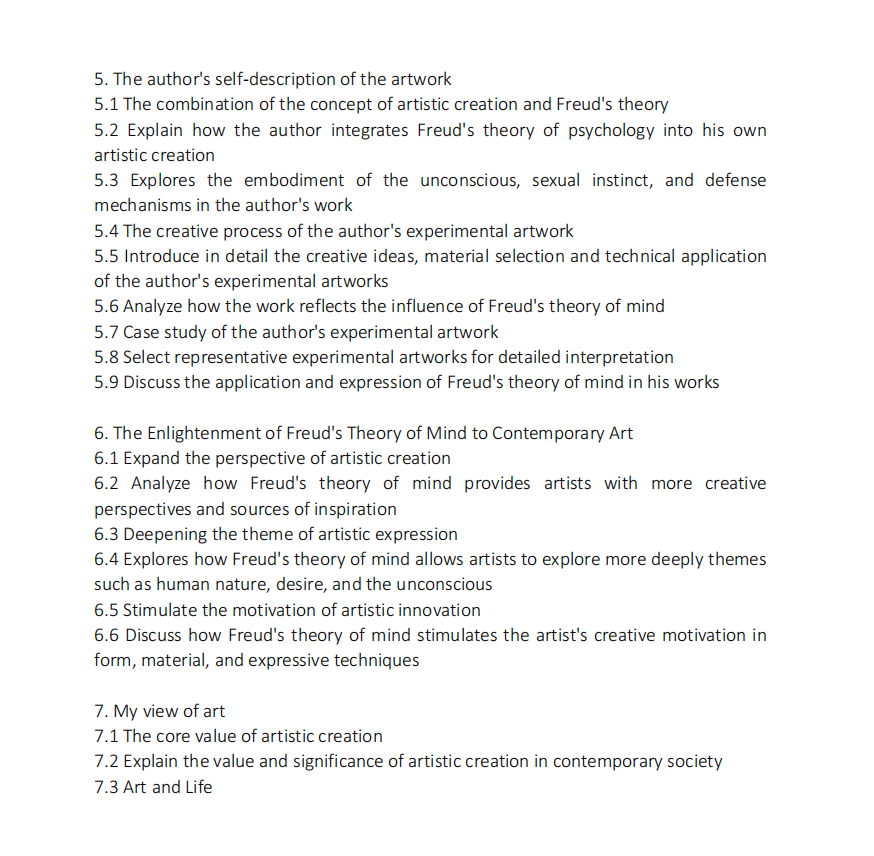 5. The author's self-description of the artwork
5.1 The combination of the concept of artistic creation and Freud's theory
5.2 Explain how the author integrates Freud's theory of psychology into his own
artistic creation
5.3 Explores the embodiment of the unconscious, sexual instinct, and defense
mechanisms in the author's work
5.4 The creative process of the author's experimental artwork
5.5 Introduce in detail the creative ideas, material selection and technical application
of the author's experimental artworks
5.6 Analyze how the work reflects the influence of Freud's theory of mind
5.7 Case study of the author's experimental artwork
5.8 Select representative experimental artworks for detailed interpretation
5.9 Discuss the application and expression of Freud's theory of mind in his works
6. The Enlightenment of Freud's Theory of Mind to Contemporary Art
6.1 Expand the perspective of artistic creation
6.2 Analyze how Freud's theory of mind provides artists with more creative
perspectives and sources of inspiration
6.3 Deepening the theme of artistic expression
6.4 Explores how Freud's theory of mind allows artists to explore more deeply themes
such as human nature, desire, and the unconscious
6.5 Stimulate the motivation of artistic innovation
6.6 Discuss how Freud's theory of mind stimulates the artist's creative motivation in
form, material, and expressive techniques
7. My view of art
7.1 The core value of artistic creation
7.2 Explain the value and significance of artistic creation in contemporary society
7.3 Art and Life